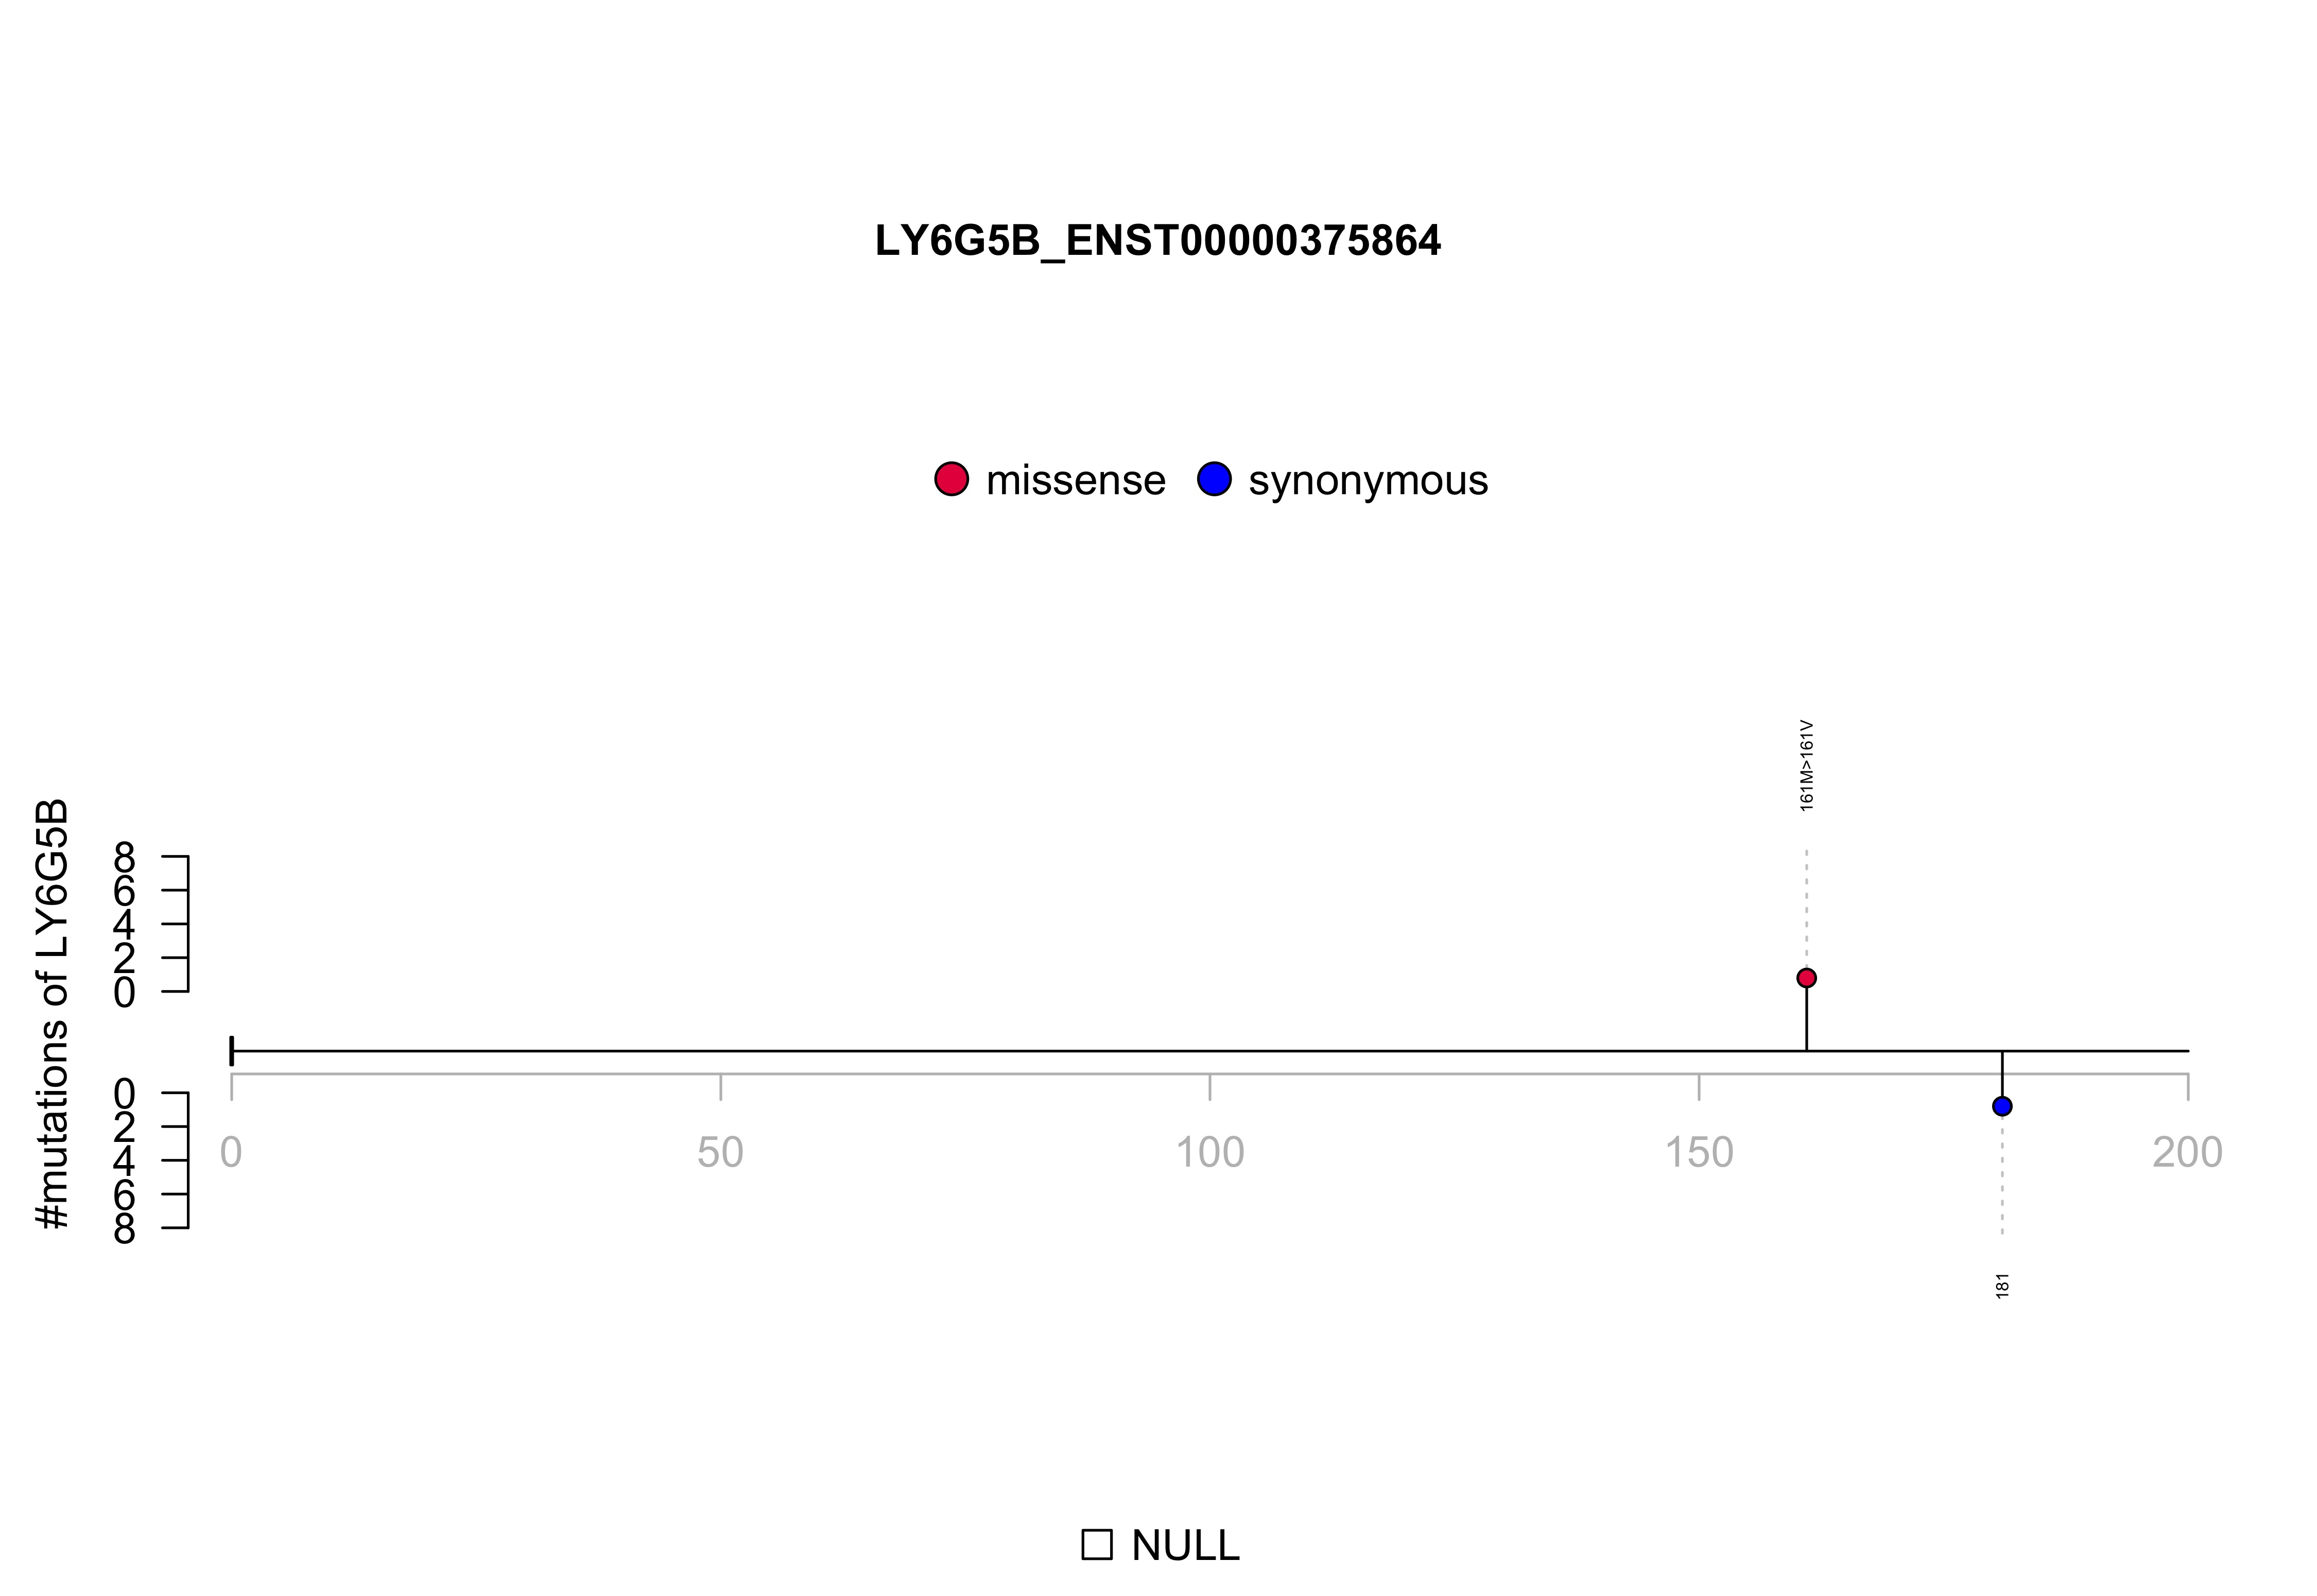 LY6G5B_ENST00000375864
missense
synonymous
161M>161V
#mutations of LY6G5B
8
6
4
2
0
0
2
4
6
8
0
50
100
150
200
181
NULL